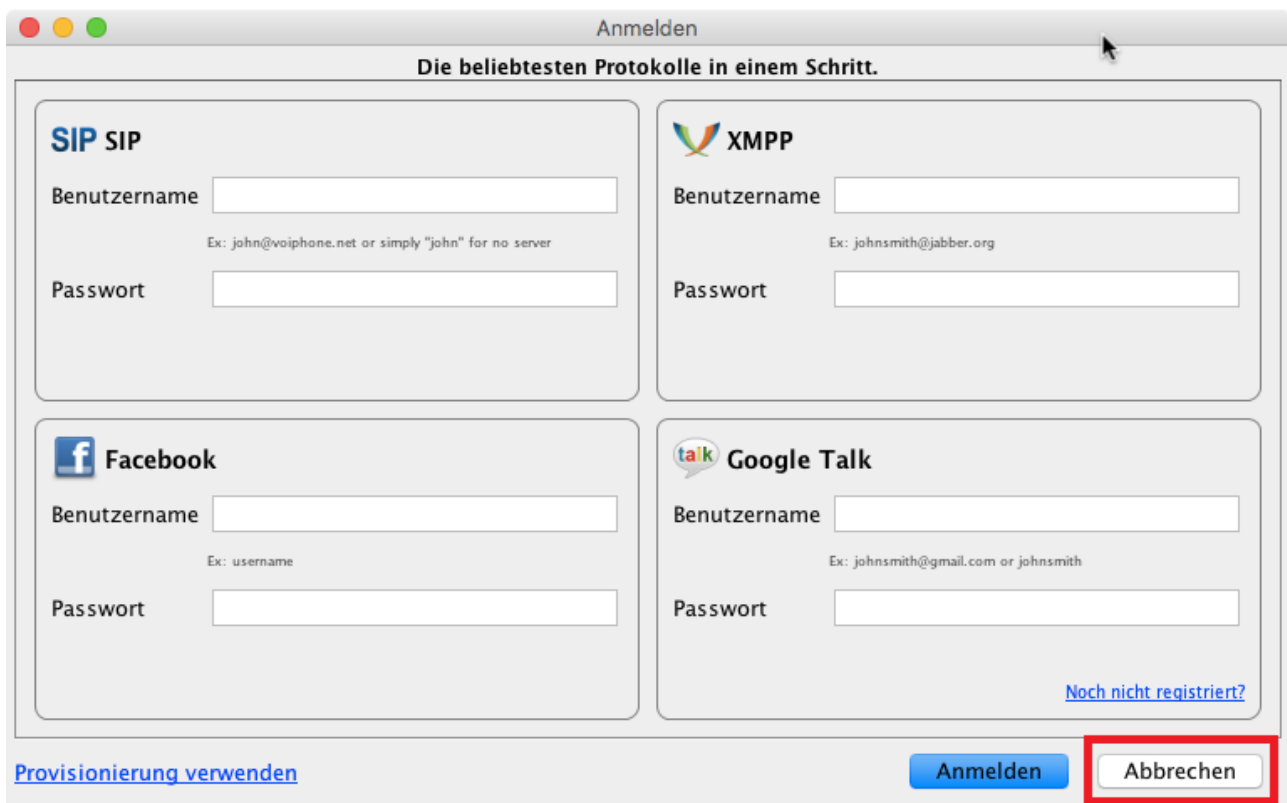 Anmelden
Die beliebtesten Protokolle in einem Schritt.
SIP SIP
Benutzername
Ex: john@voiphone.net or simply "john" for no server
Passwort
XMPP
Benutzername
Ex: johnsmith@jabber.org
Passwort
f Facebook
Benutzername
Ex: username
Passwort
talk Google Talk
Benutzername
Ex: johnsmith@gmail.com or johnsmith
Passwort
Noch nicht registriert?
Provisionierung verwenden
Anmelden
Abbrechen